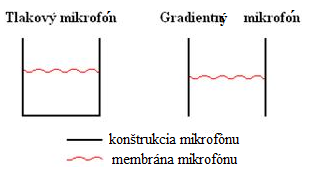 Tlakový mikrofón
Gradientný mikrofón
konštrukcia mikrofónu
membrána mikrofónu